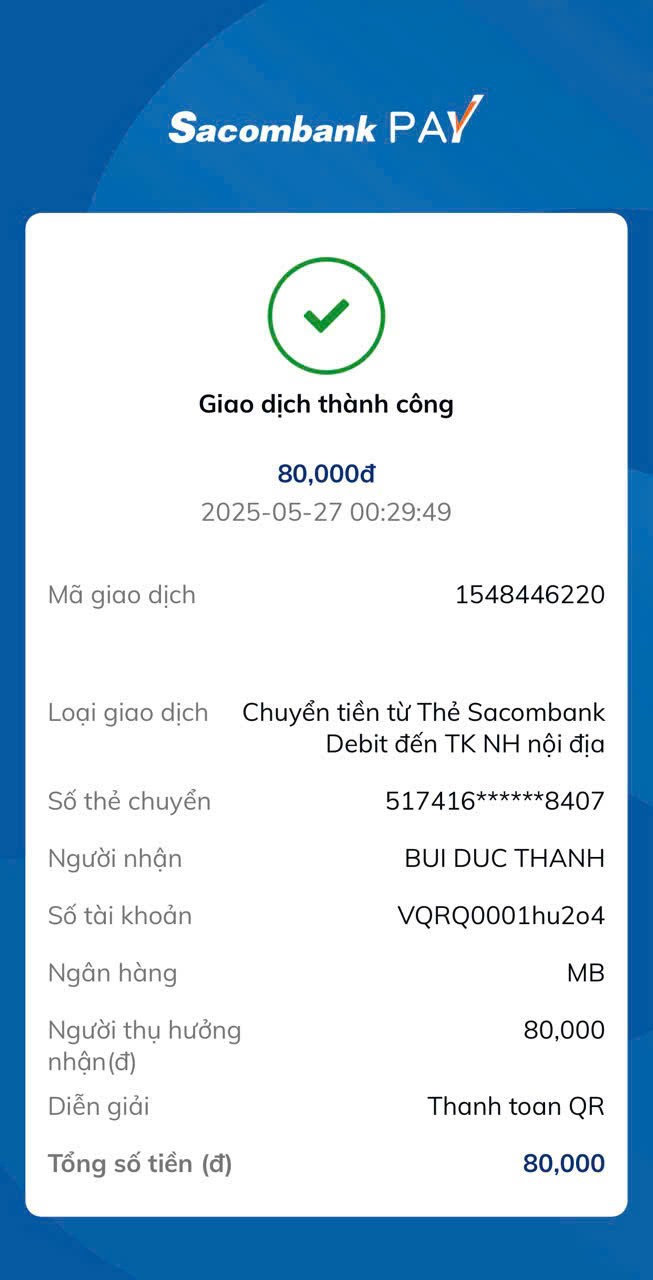 Sacombank PAY
Giao dịch thành công
80,000đ
2025-05-27 00:29:49
Mã giao dịch 1548446220
Loại giao dịch Chuyển tiền từ Thẻ Sacombank
Debit đến TK NH nội địa
Số thẻ chuyển 517416******8407
Người nhận BUI DUC THANH
Số tài khoản VQRQ0001hu2o4
Ngân hàng MB
Người thụ hưởng 80,000
nhận(đ)
Diễn giải Thanh toan QR
Tổng số tiền (đ) 80,000